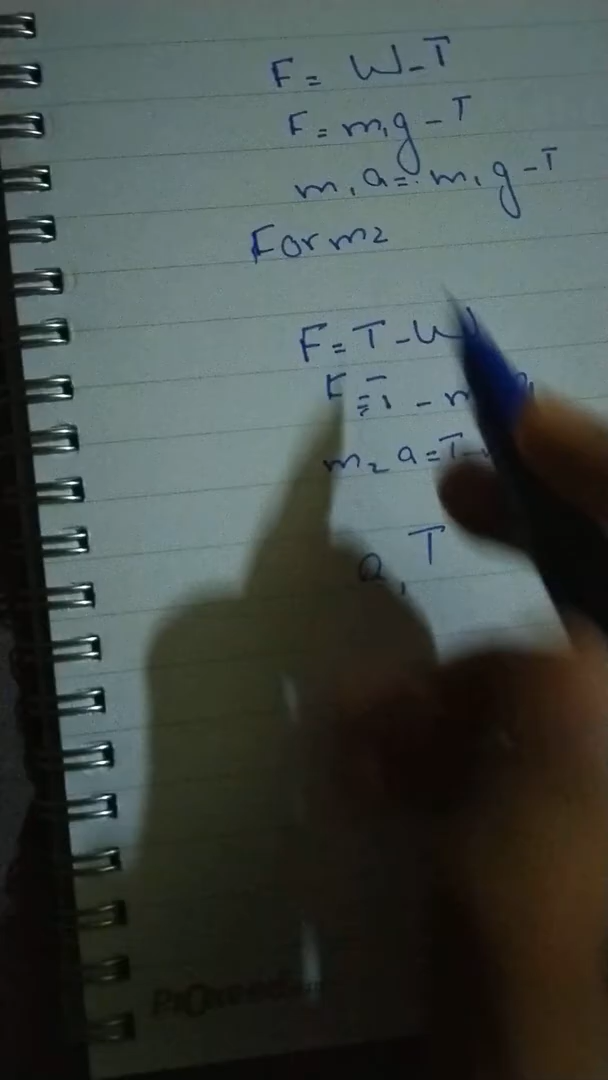 F = W - T
F = m₁g - T
m₁a = m₁g - T
For m₂
F = T - W
F = T - m
m₂a = T -
a, T